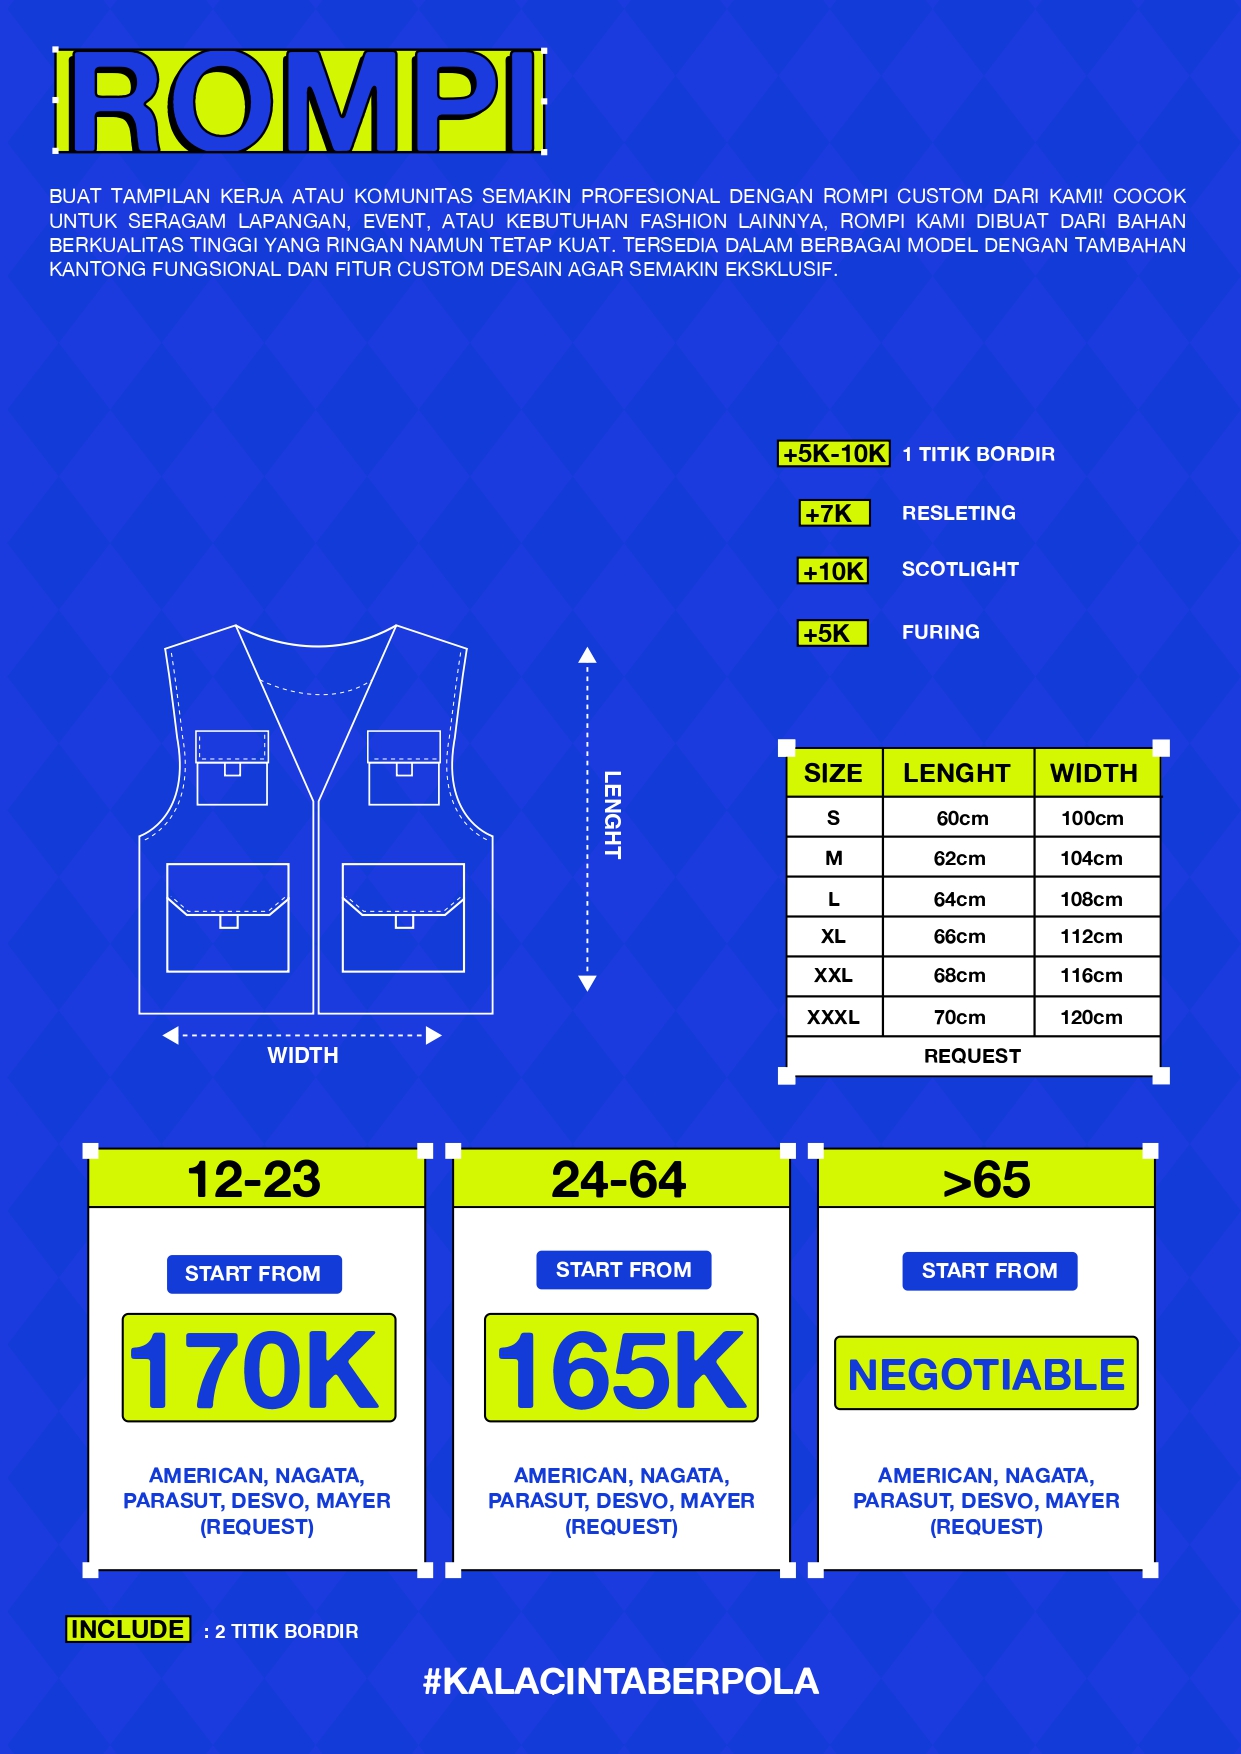 ROMPI
BUAT TAMPILAN KERJA ATAU KOMUNITAS SEMAKIN PROFESIONAL DENGAN ROMPI CUSTOM DARI KAMI! COCOK
UNTUK SERAGAM LAPANGAN, EVENT, ATAU KEBUTUHAN FASHION LAINNYA, ROMPI KAMI DIBUAT DARI BAHAN
BERKUALITAS TINGGI YANG RINGAN NAMUN TETAP KUAT. TERSEDIA DALAM BERBAGAI MODEL DENGAN TAMBAHAN
KANTONG FUNGSIONAL DAN FITUR CUSTOM DESAIN AGAR SEMAKIN EKSKLUSIF.
+5K-10K 1 TITIK BORDIR
+7K RESLETING
+10K SCOTLIGHT
+5K FURING
LENGHT
WIDTH
SIZE LENGHT WIDTH
S 60cm 100cm
M 62cm 104cm
L 64cm 108cm
XL 66cm 112cm
XXL 68cm 116cm
XXXL 70cm 120cm
REQUEST
12-23
START FROM
170K
AMERICAN, NAGATA,
PARASUT, DESVO, MAYER
(REQUEST)
24-64
START FROM
165K
AMERICAN, NAGATA,
PARASUT, DESVO, MAYER
(REQUEST)
>65
START FROM
NEGOTIABLE
AMERICAN, NAGATA,
PARASUT, DESVO, MAYER
(REQUEST)
INCLUDE : 2 TITIK BORDIR
#KALACINTABERPOLA